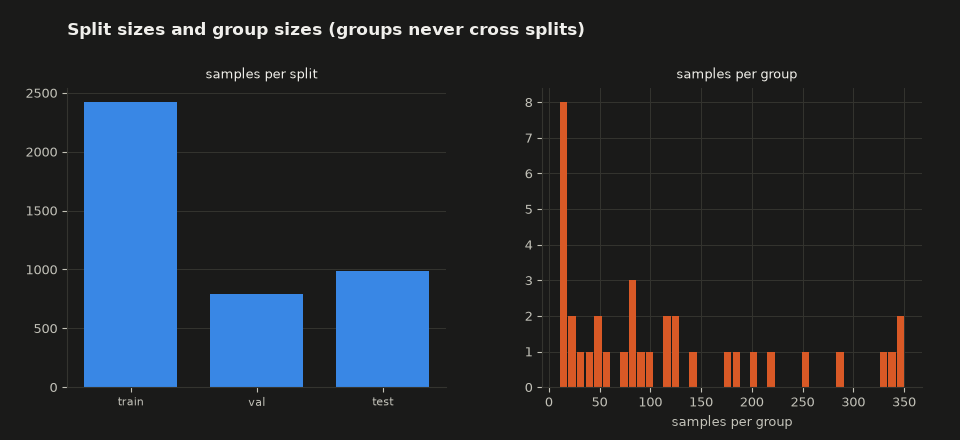 Split sizes and group sizes (groups never cross splits)
samples per split
2500
2000
1500
1000
500
0
train val test
samples per group
8
7
6
5
4
3
2
1
0
0 50 100 150 200 250 300 350
samples per group